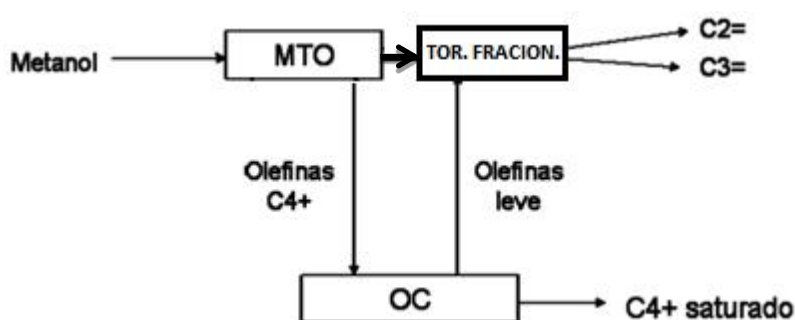 C2=
Metanol
MTO
TOR. FRACION.
C3=
Olefinas
C4+
Olefinas
leve
OC
C4+ saturado